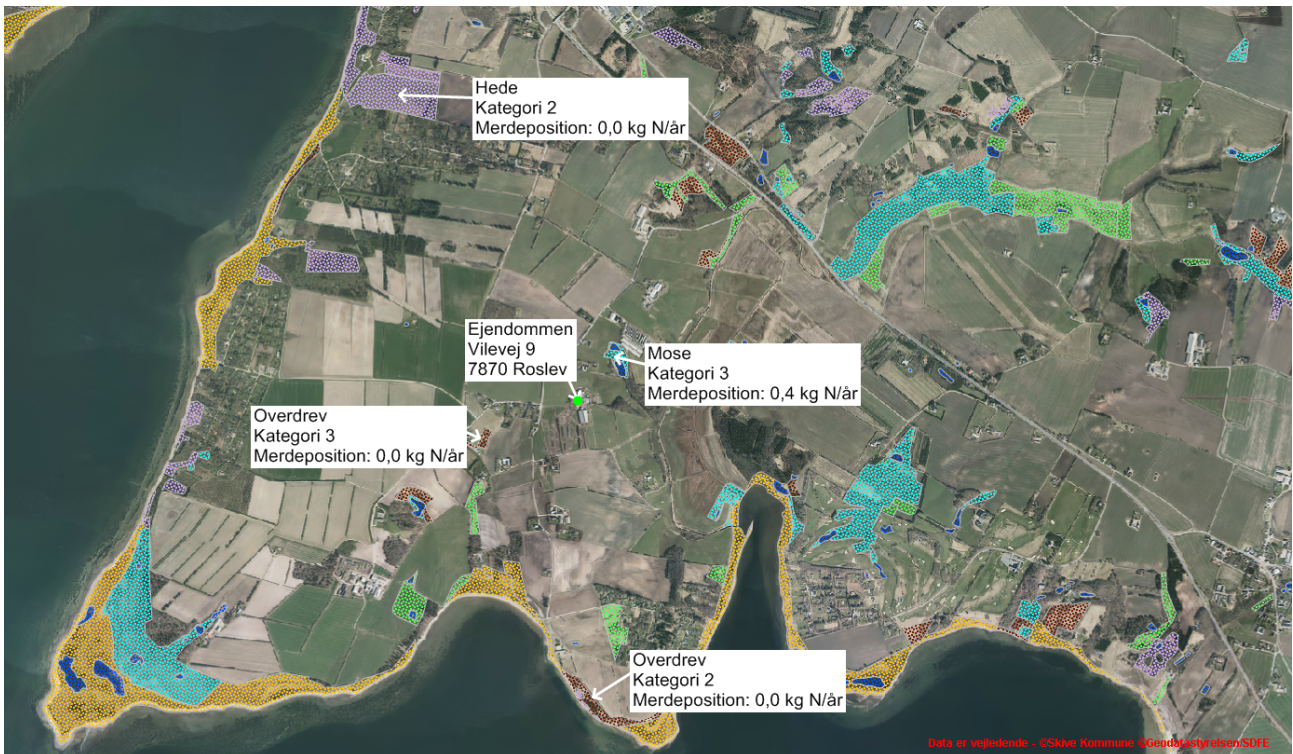 Hede
Kategori 2
Merdeposition: 0,0 kg N/år
Ejendommen
Vilevej 9
7870 Roslev
Mose
Kategori 3
Merdeposition: 0,4 kg N/år
Overdrev
Kategori 3
Merdeposition: 0,0 kg N/år
Overdrev
Kategori 2
Merdeposition: 0,0 kg N/år
Data er vejledende - ©Skive Kommune ©Geodatastyrelsen/SDFE